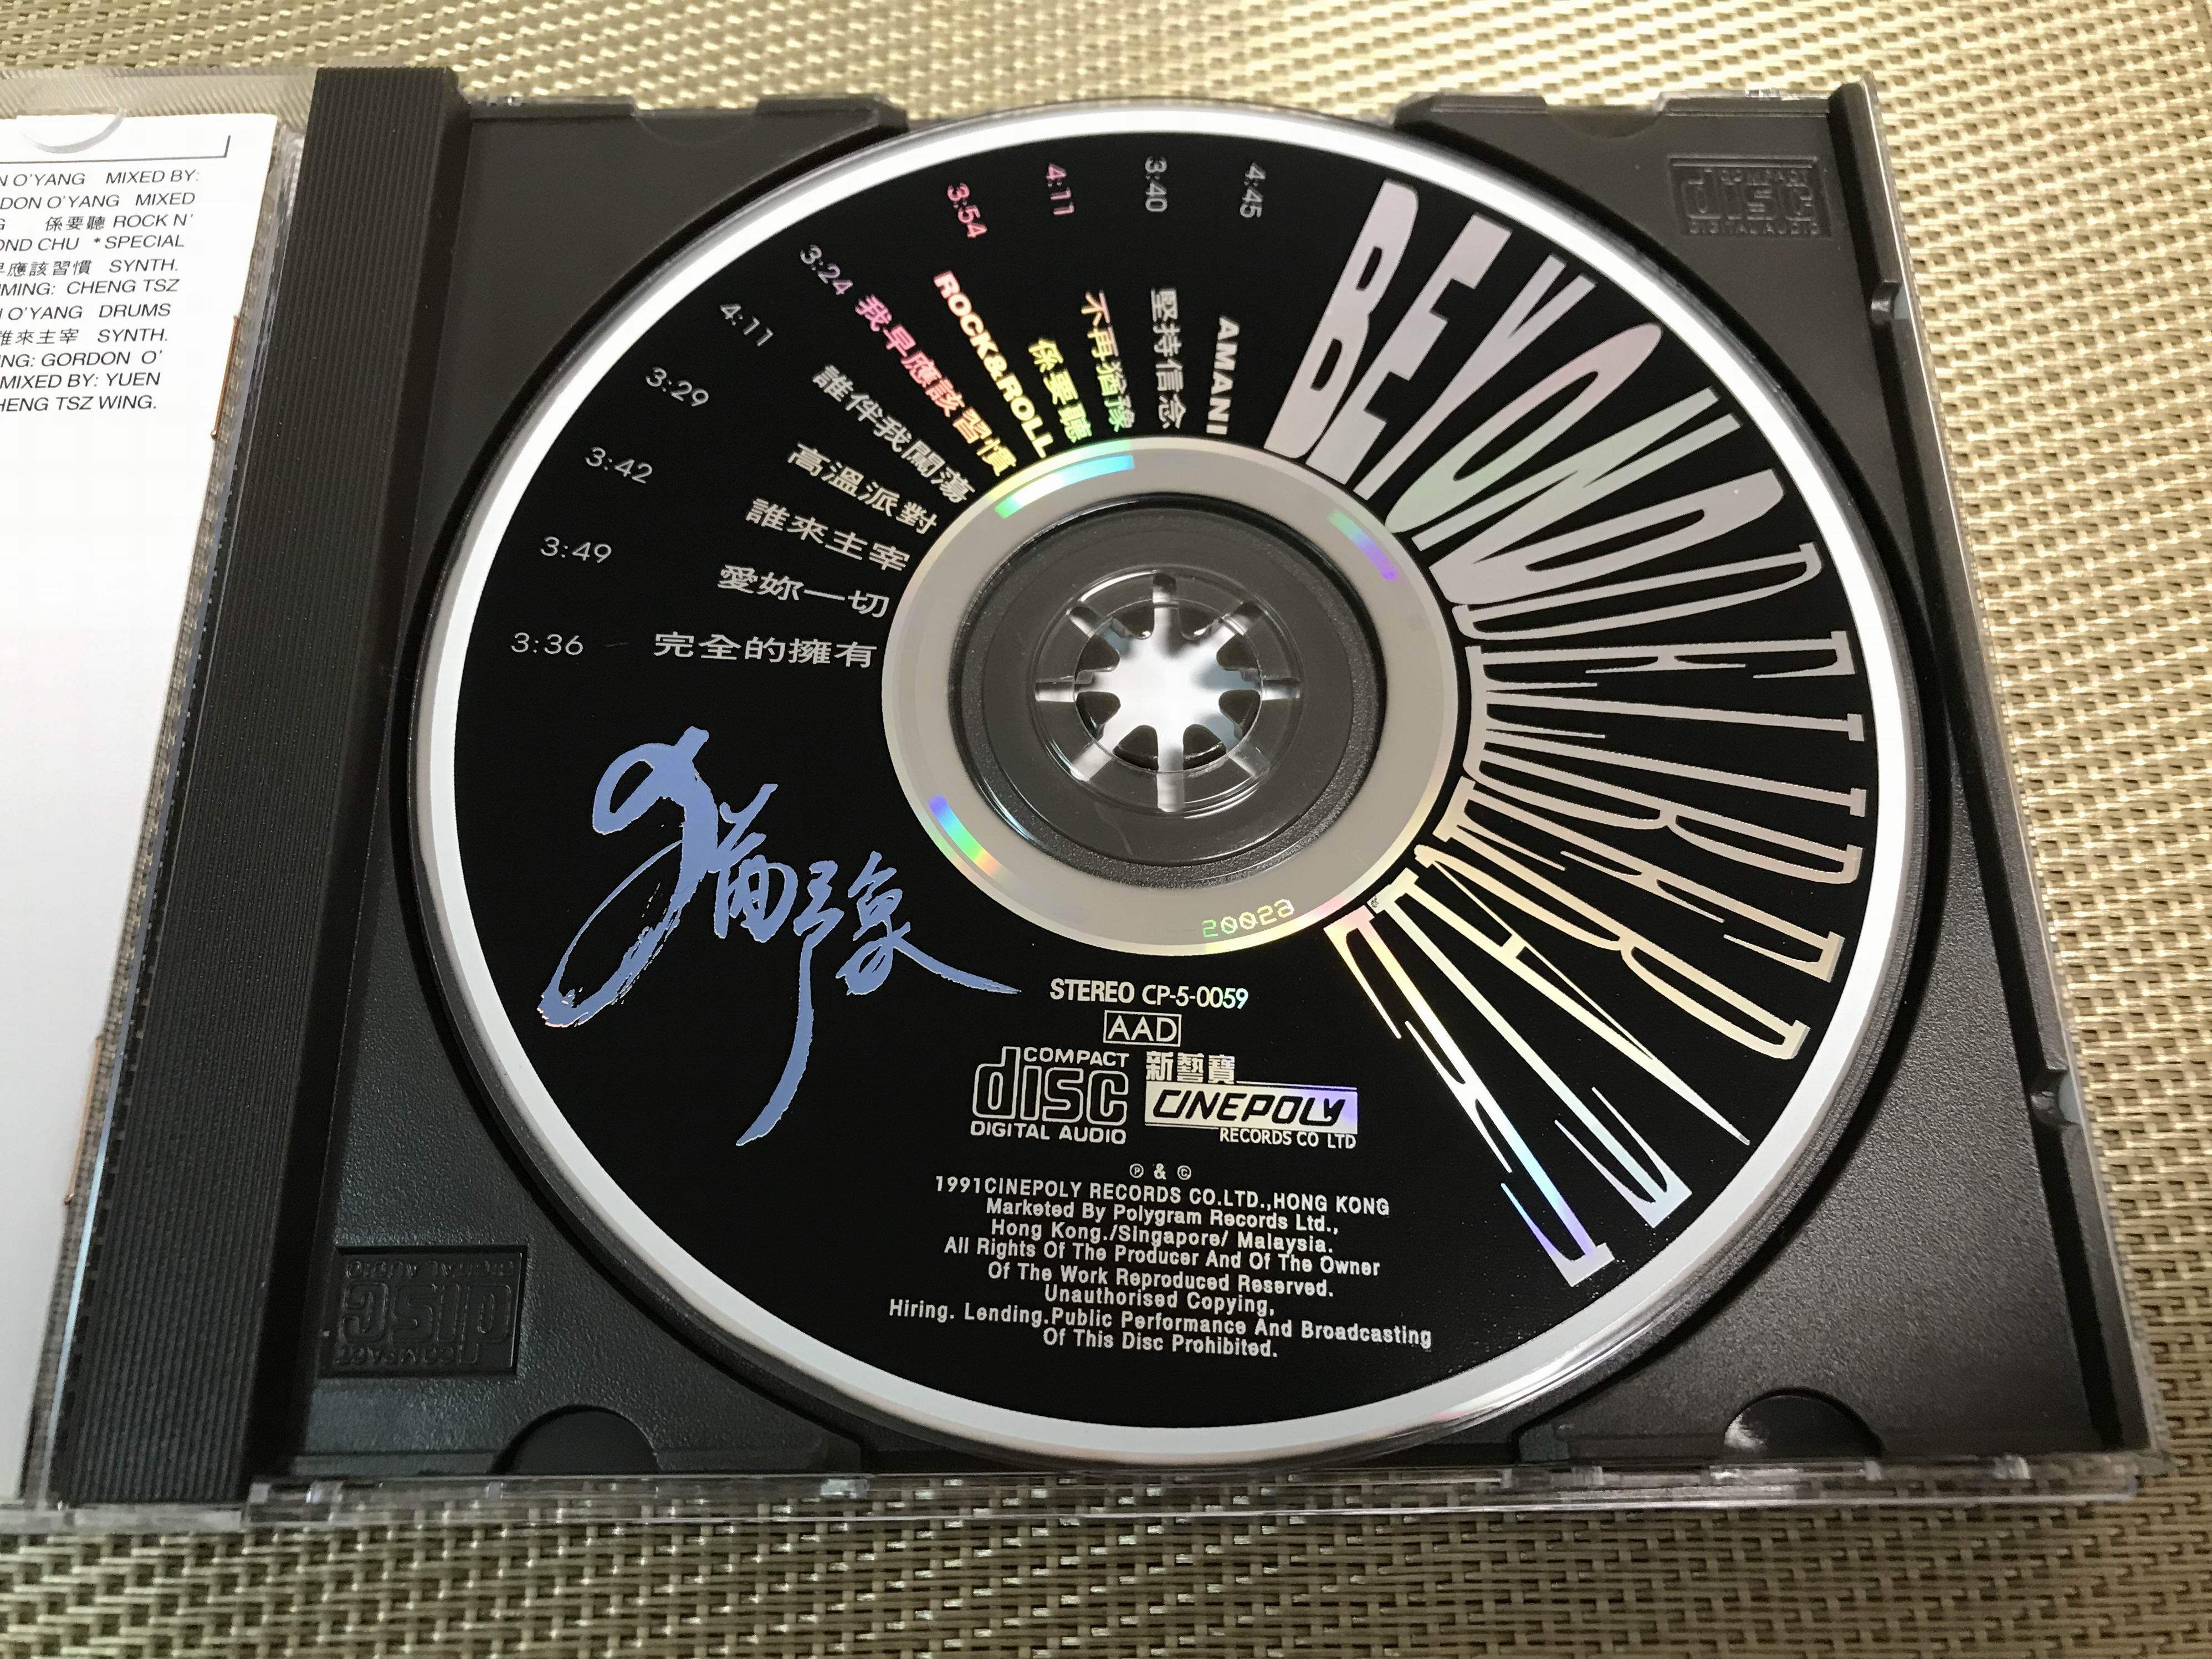 N O'YANG MIXED BY:
DON O'YANG MIXED
G 係要聽 ROCK N'
OND CHU *SPECIAL
早應該習慣 SYNTH.
MING: CHENG TSZ
O'YANG DRUMS
誰來主宰 SYNTH.
NG: GORDON O'
MIXED BY: YUEN
HENG TSZ WING.
COMPACT
disc
DIGITAL AUDIO
BEYOND
AMANI 4:45
堅持信念 3:40
不再猶豫 4:11
係要聽
ROCK&ROLL 3:54
我早應該習慣 3:24
誰伴我闖蕩 4:11
高溫派對 3:29
誰來主宰 3:42
愛妳一切 3:49
完全的擁有 3:36
猶豫
20023
STEREO CP-5-0059
AAD
COMPACT
disc
DIGITAL AUDIO
新藝寶
CINEPOLY
RECORDS CO LTD
Ⓟ & ©
1991CINEPOLY RECORDS CO.LTD.,HONG KONG
Marketed By Polygram Records Ltd.,
Hong Kong./Singapore/ Malaysia.
All Rights Of The Producer And Of The Owner
Of The Work Reproduced Reserved.
Unauthorised Copying,
Hiring. Lending.Public Performance And Broadcasting
Of This Disc Prohibited.
COMPACT
disc
DIGITAL AUDIO